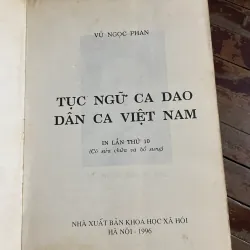 VŨ NGỌC PHAN
TỤC NGỮ CA DAO
DÂN CA VIỆT NAM
IN LẦN THỨ 10
(Có sửa chữa và bổ sung)
NHÀ XUẤT BẢN KHOA HỌC XÃ HỘI
HÀ NỘI - 1996